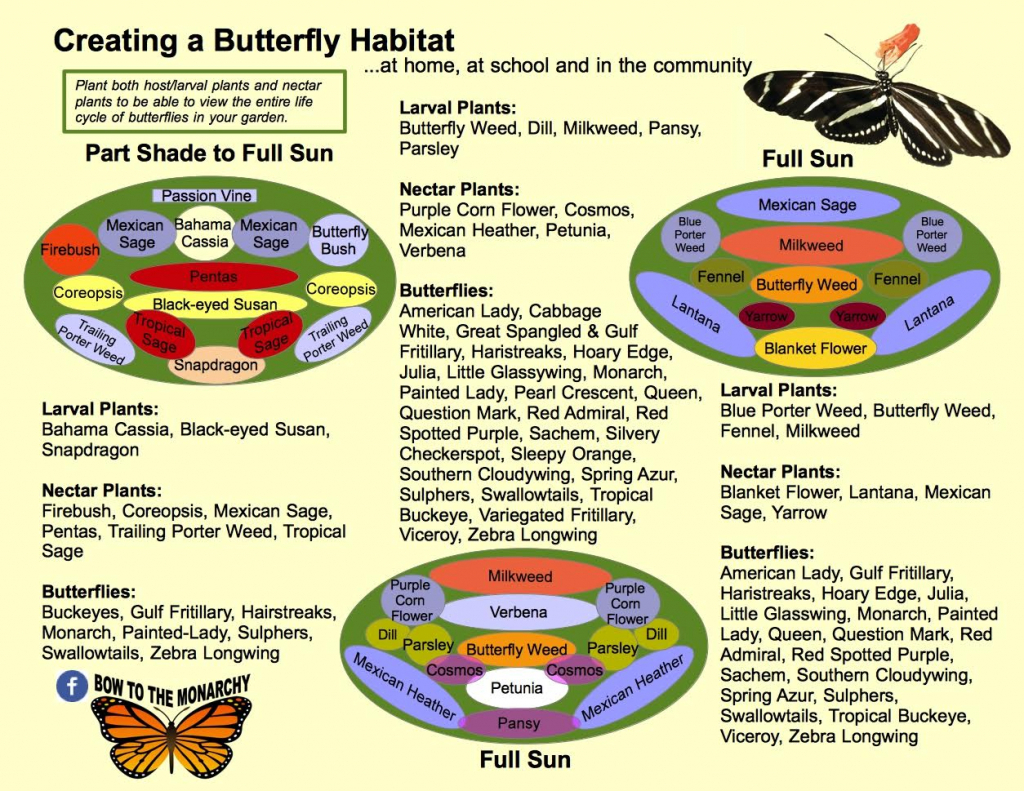 Creating a Butterfly Habitat
...at home, at school and in the community
Plant both host/larval plants and nectar
plants to be able to view the entire life
cycle of butterflies in your garden.
Part Shade to Full Sun
Passion Vine
Mexican
Sage
Bahama
Cassia
Mexican
Sage
Butterfly
Bush
Firebush
Pentas
Coreopsis
Coreopsis
Black-eyed Susan
Trailing
Porter Weed
Tropical
Sage
Tropical
Sage
Trailing
Porter Weed
Snapdragon
Larval Plants:
Bahama Cassia, Black-eyed Susan,
Snapdragon
Nectar Plants:
Firebush, Coreopsis, Mexican Sage,
Pentas, Trailing Porter Weed, Tropical
Sage
Butterflies:
Buckeyes, Gulf Fritillary, Hairstreaks,
Monarch, Painted-Lady, Sulphers,
Swallowtails, Zebra Longwing
f
BOW TO THE MONARCHY
Larval Plants:
Butterfly Weed, Dill, Milkweed, Pansy,
Parsley
Nectar Plants:
Purple Corn Flower, Cosmos,
Mexican Heather, Petunia,
Verbena
Butterflies:
American Lady, Cabbage
White, Great Spangled & Gulf
Fritillary, Haristreaks, Hoary Edge,
Julia, Little Glassywing, Monarch,
Painted Lady, Pearl Crescent, Queen,
Question Mark, Red Admiral, Red
Spotted Purple, Sachem, Silvery
Checkerspot, Sleepy Orange,
Southern Cloudywing, Spring Azur,
Sulphers, Swallowtails, Tropical
Buckeye, Variegated Fritillary,
Viceroy, Zebra Longwing
Milkweed
Purple
Corn
Flower
Verbena
Purple
Corn
Flower
Dill
Parsley
Butterfly Weed
Parsley
Dill
Cosmos
Cosmos
Mexican Heather
Petunia
Mexican Heather
Pansy
Full Sun
Full Sun
Mexican Sage
Blue
Porter
Weed
Milkweed
Blue
Porter
Weed
Fennel
Butterfly Weed
Fennel
Lantana
Yarrow
Yarrow
Lantana
Blanket Flower
Larval Plants:
Blue Porter Weed, Butterfly Weed,
Fennel, Milkweed
Nectar Plants:
Blanket Flower, Lantana, Mexican
Sage, Yarrow
Butterflies:
American Lady, Gulf Fritillary,
Haristreaks, Hoary Edge, Julia,
Little Glasswing, Monarch, Painted
Lady, Queen, Question Mark, Red
Admiral, Red Spotted Purple,
Sachem, Southern Cloudywing,
Spring Azur, Sulphers,
Swallowtails, Tropical Buckeye,
Viceroy, Zebra Longwing